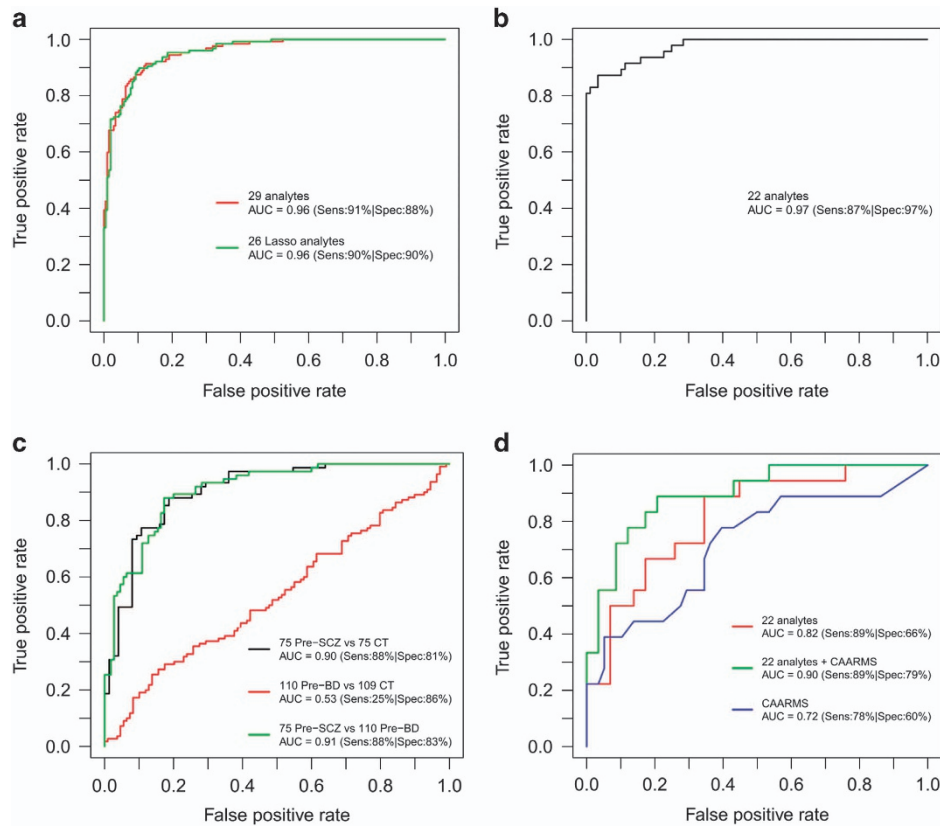 a
True positive rate
1.0
0.8
0.6
0.4
0.2
0.0
29 analytes
AUC = 0.96 (Sens:91%|Spec:88%)
26 Lasso analytes
AUC = 0.96 (Sens:90%|Spec:90%)
0.0 0.2 0.4 0.6 0.8 1.0
False positive rate
b
True positive rate
1.0
0.8
0.6
0.4
0.2
0.0
22 analytes
AUC = 0.97 (Sens:87%|Spec:97%)
0.0 0.2 0.4 0.6 0.8 1.0
False positive rate
c
True positive rate
1.0
0.8
0.6
0.4
0.2
0.0
75 Pre-SCZ vs 75 CT
AUC = 0.90 (Sens:88%|Spec:81%)
110 Pre-BD vs 109 CT
AUC = 0.53 (Sens:25%|Spec:86%)
75 Pre-SCZ vs 110 Pre-BD
AUC = 0.91 (Sens:88%|Spec:83%)
0.0 0.2 0.4 0.6 0.8 1.0
False positive rate
d
True positive rate
1.0
0.8
0.6
0.4
0.2
0.0
22 analytes
AUC = 0.82 (Sens:89%|Spec:66%)
22 analytes + CAARMS
AUC = 0.90 (Sens:89%|Spec:79%)
CAARMS
AUC = 0.72 (Sens:78%|Spec:60%)
0.0 0.2 0.4 0.6 0.8 1.0
False positive rate